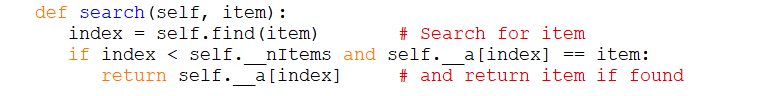 def search(self, item):
index = self.find(item) # Search for item
if index < self.__nItems and self.__a[index] == item:
return self.__a[index] # and return item if found